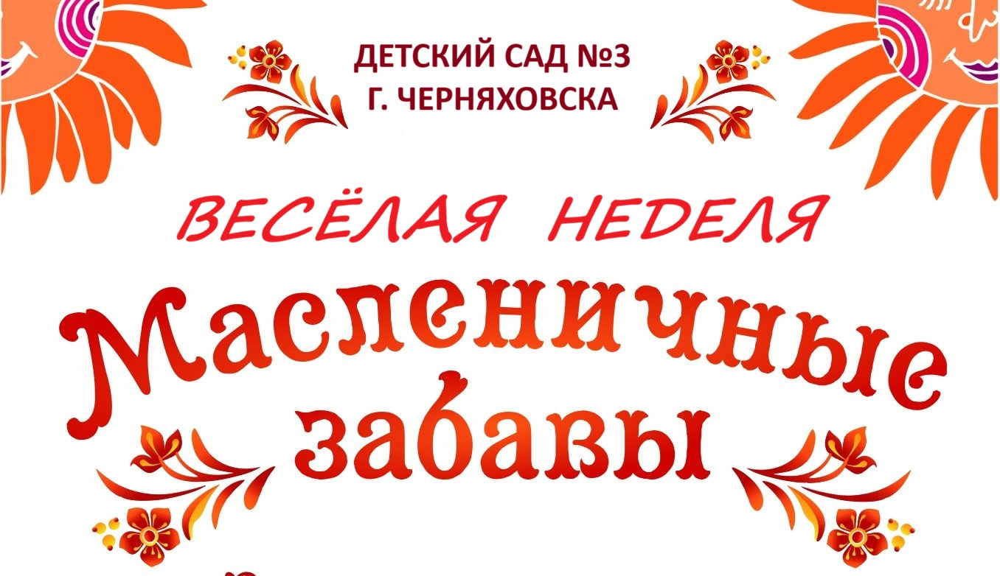 ДЕТСКИЙ САД №3
Г. ЧЕРНЯХОВСКА
ВЕСЁЛАЯ НЕДЕЛЯ
Масленичные
забавы